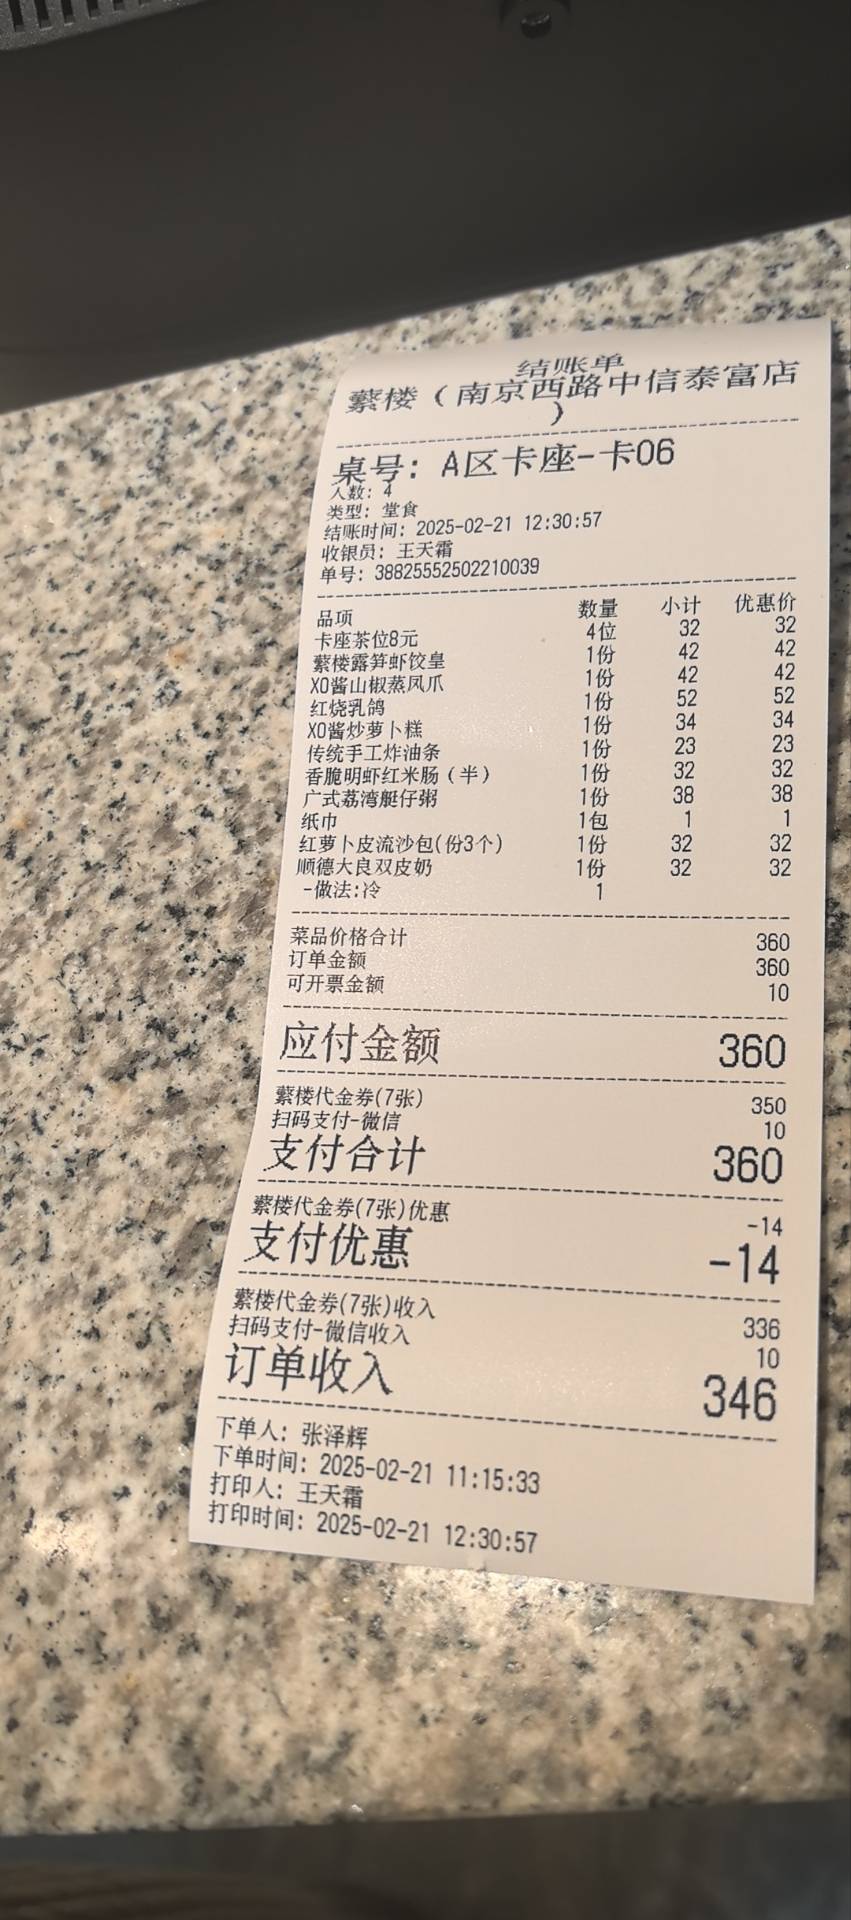 结账单
蘩楼（南京西路中信泰富店
）
桌号：A区卡座-卡06
人数：4
类型：堂食
结账时间：2025-02-21 12:30:57
收银员：王天霜
单号：38825552502210039
品项 数量 小计 优惠价
卡座茶位8元 4位 32 32
蘩楼露笋虾饺皇 1份 42 42
XO酱山椒蒸凤爪 1份 42 42
红烧乳鸽 1份 52 52
XO酱炒萝卜糕 1份 34 34
传统手工炸油条 1份 23 23
香脆明虾红米肠（半） 1份 32 32
广式荔湾艇仔粥 1份 38 38
纸巾 1包 1 1
红萝卜皮流沙包(份3个) 1份 32 32
顺德大良双皮奶 1份 32 32
-做法:冷 1
菜品价格合计 360
订单金额 360
可开票金额 10
应付金额 360
蘩楼代金券(7张) 350
扫码支付-微信 10
支付合计 360
蘩楼代金券(7张)优惠 -14
支付优惠 -14
蘩楼代金券(7张)收入 336
扫码支付-微信收入 10
订单收入 346
下单人：张泽辉
下单时间：2025-02-21 11:15:33
打印人：王天霜
打印时间：2025-02-21 12:30:57